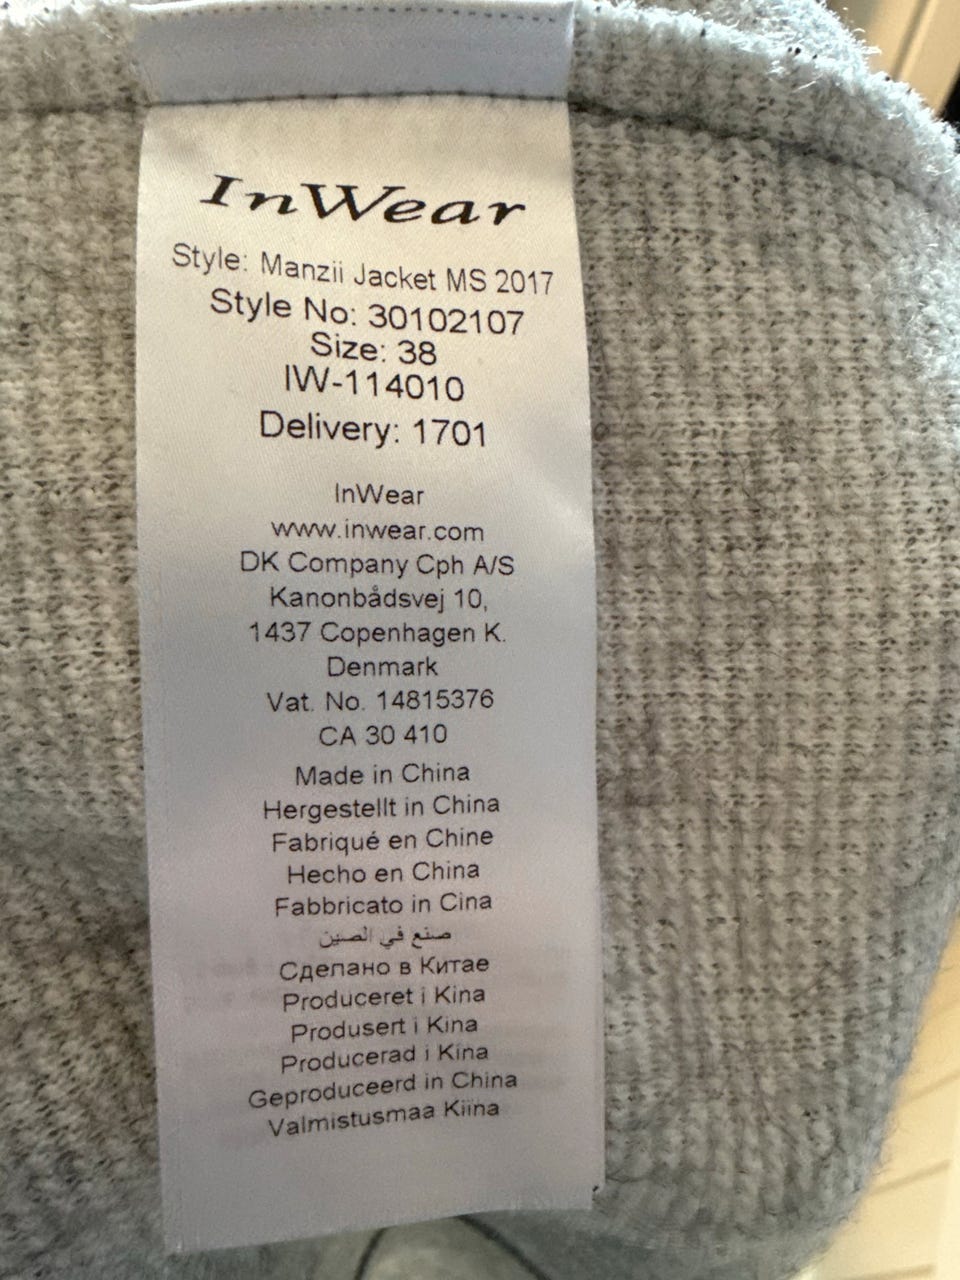 InWear
Style: Manzii Jacket MS 2017
Style No: 30102107
Size: 38
IW-114010
Delivery: 1701
InWear
www.inwear.com
DK Company Cph A/S
Kanonbådsvej 10,
1437 Copenhagen K.
Denmark
Vat. No. 14815376
CA 30 410
Made in China
Hergestellt in China
Fabriqué en Chine
Hecho en China
Fabbricato in Cina
صنع في الصين
Сделано в Китае
Produceret i Kina
Produsert i Kina
Producerad i Kina
Geproduceerd in China
Valmistusmaa Kiina